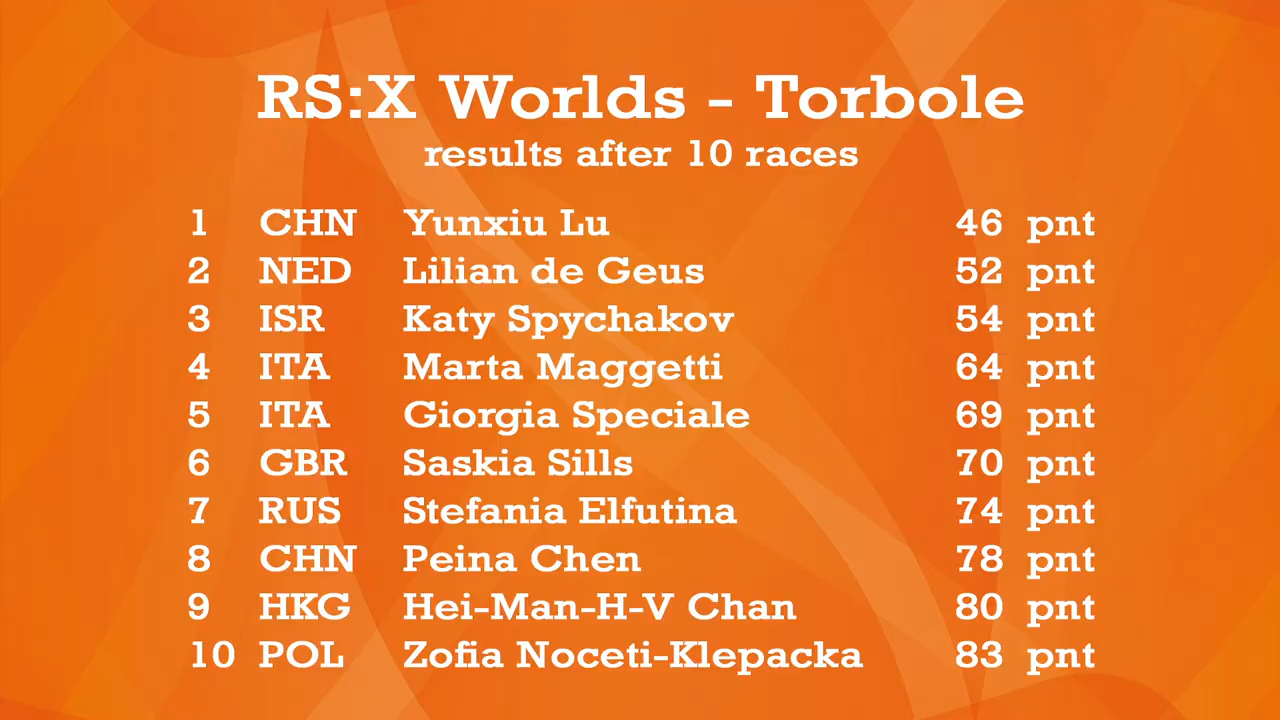 RS:X Worlds - Torbole
results after 10 races
1 CHN Yunxiu Lu 46 pnt
2 NED Lilian de Geus 52 pnt
3 ISR Katy Spychakov 54 pnt
4 ITA Marta Maggetti 64 pnt
5 ITA Giorgia Speciale 69 pnt
6 GBR Saskia Sills 70 pnt
7 RUS Stefania Elfutina 74 pnt
8 CHN Peina Chen 78 pnt
9 HKG Hei-Man-H-V Chan 80 pnt
10 POL Zofia Noceti-Klepacka 83 pnt